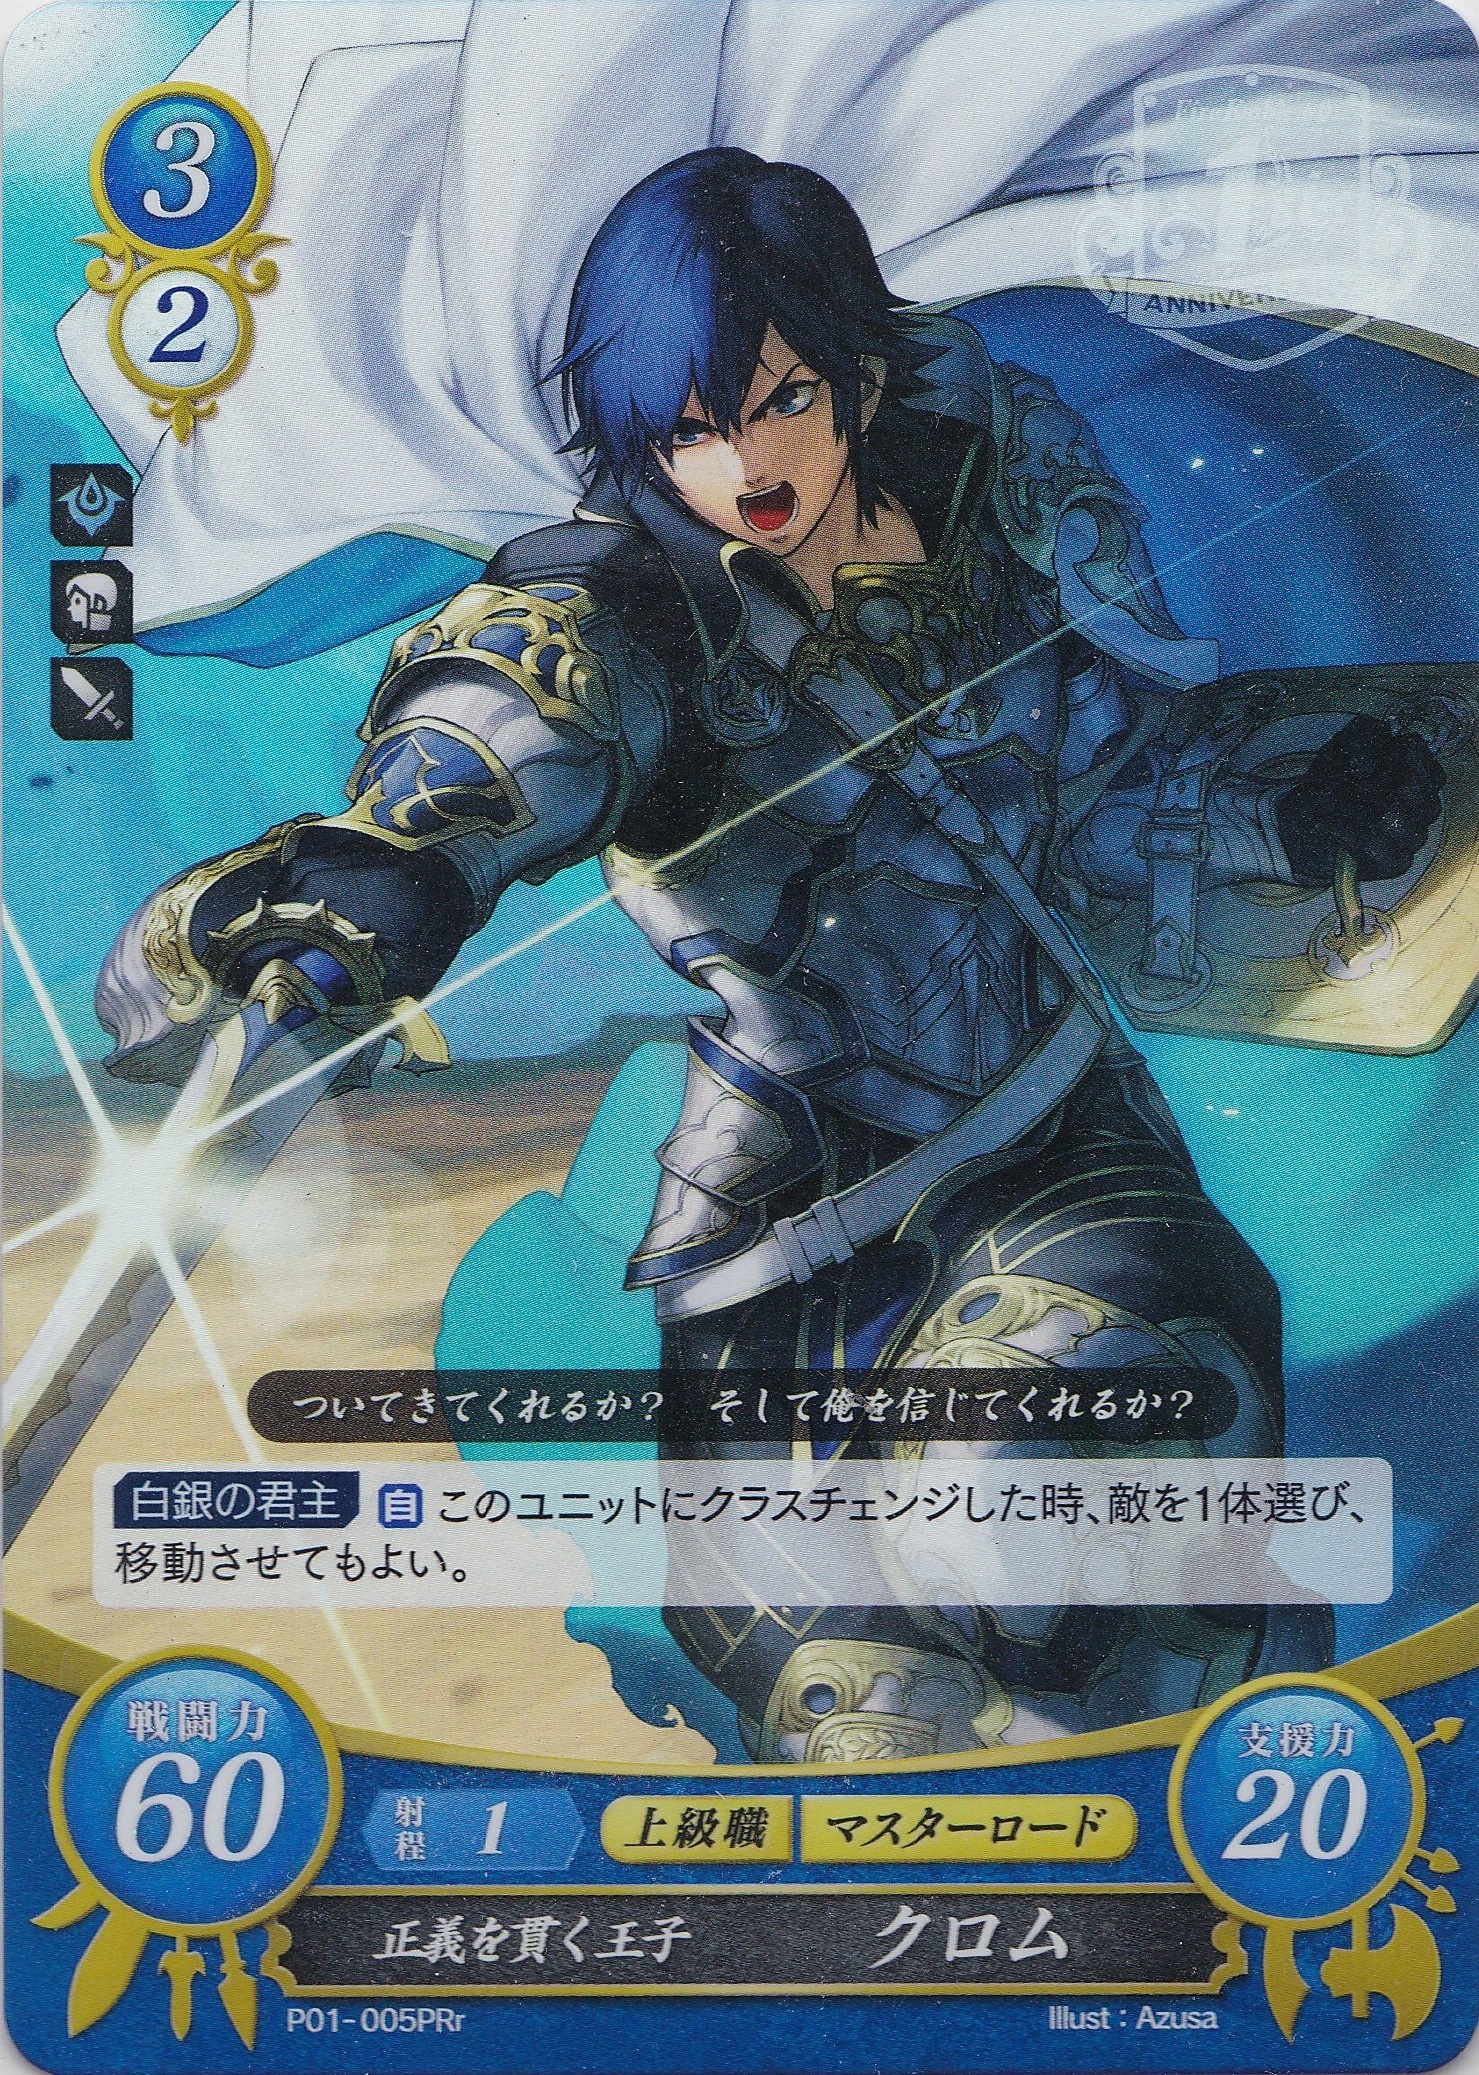 3
2
ANNIVER
ついてきてくれるか？ そして俺を信じてくれるか？
白銀の君主 自 このユニットにクラスチェンジした時、敵を1体選び、
移動させてもよい。
戦闘力
60
射程 1
上級職 マスターロード
支援力
20
正義を貫く王子 クロム
P01-005PRr
Illust：Azusa